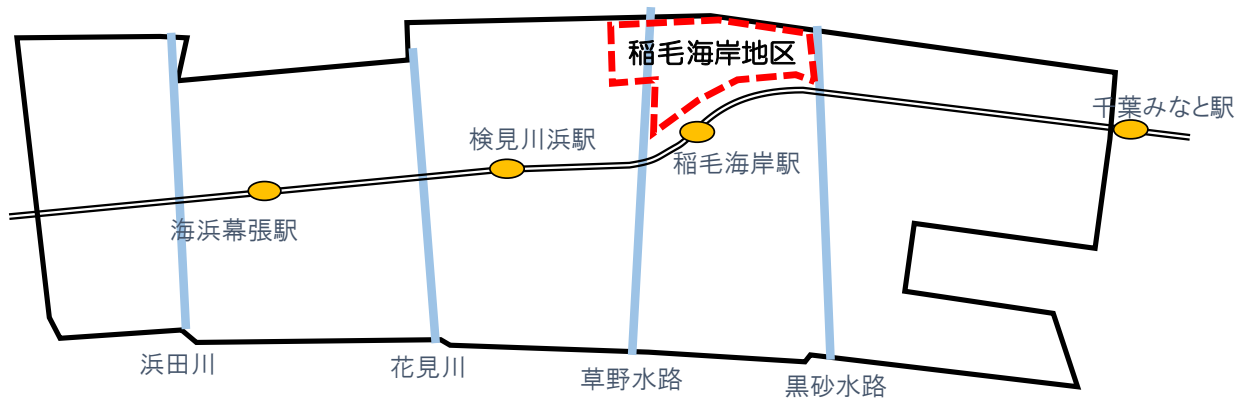 稲毛海岸地区
千葉みなと駅
検見川浜駅
稲毛海岸駅
海浜幕張駅
浜田川
花見川
草野水路
黒砂水路